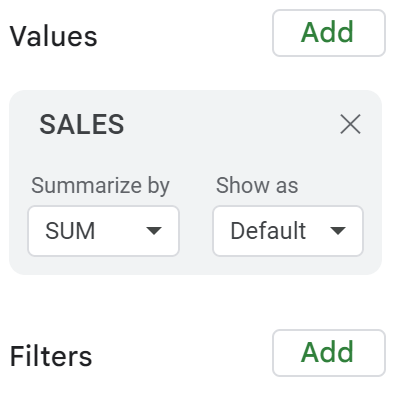 Values Add
SALES
Summarize by Show as
SUM Default
Filters Add